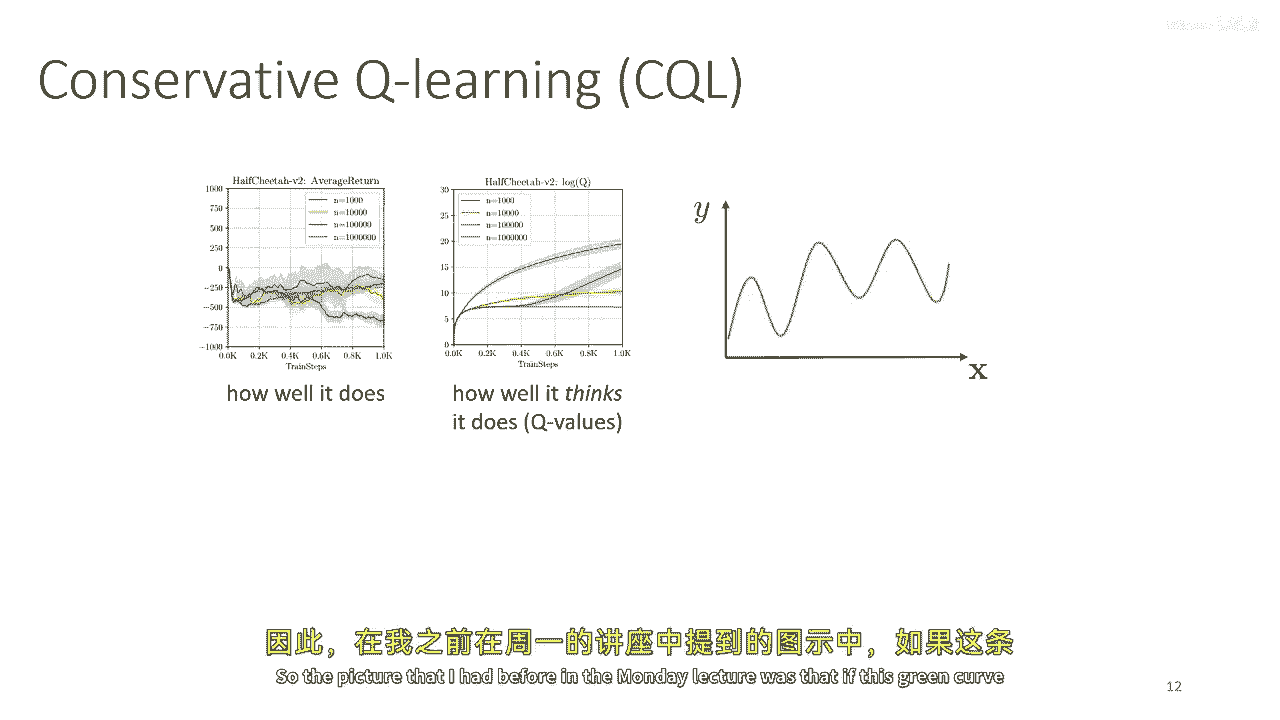 Conservative Q-learning (CQL)
HalfCheetah-v2: AverageReturn
1000
750
500
250
0
−250
−500
−750
−1000
n=1000
n=10000
n=100000
n=1000000
0.0K 0.2K 0.4K 0.6K 0.8K 1.0K
TrainSteps
how well it does
HalfCheetah-v2: log(Q)
30
25
20
15
10
5
0
n=1000
n=10000
n=100000
n=1000000
0.0K 0.2K 0.4K 0.6K 0.8K 1.0K
TrainSteps
how well it thinks
it does (Q-values)
y
x
因此，在我之前在周一的讲座中提到的图示中，如果这条
So the picture that I had before in the Monday lecture was that if this green curve
12